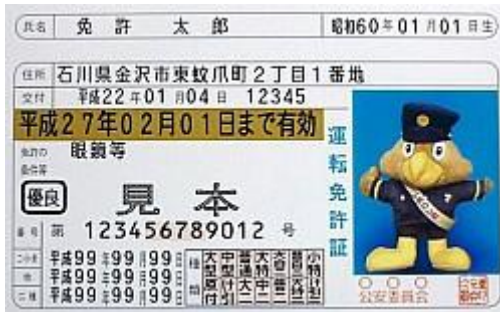 氏名 免許 太郎 昭和60年01月01日生
住所 石川県金沢市東蚊爪町2丁目1番地
交付 平成22年01月04日 12345
平成27年02月01日まで有効
免許の条件等 眼鏡等
優良
見本
番号 第 123456789012 号
二小原 平成99年99月99日
他 平成99年99月99日
二種 平成99年99月99日
種類
大型 中型 普通 大特 大自 普自 小特
原付 け引 大二 中二 普二 大特二 け引二
運転免許証
公安委員会